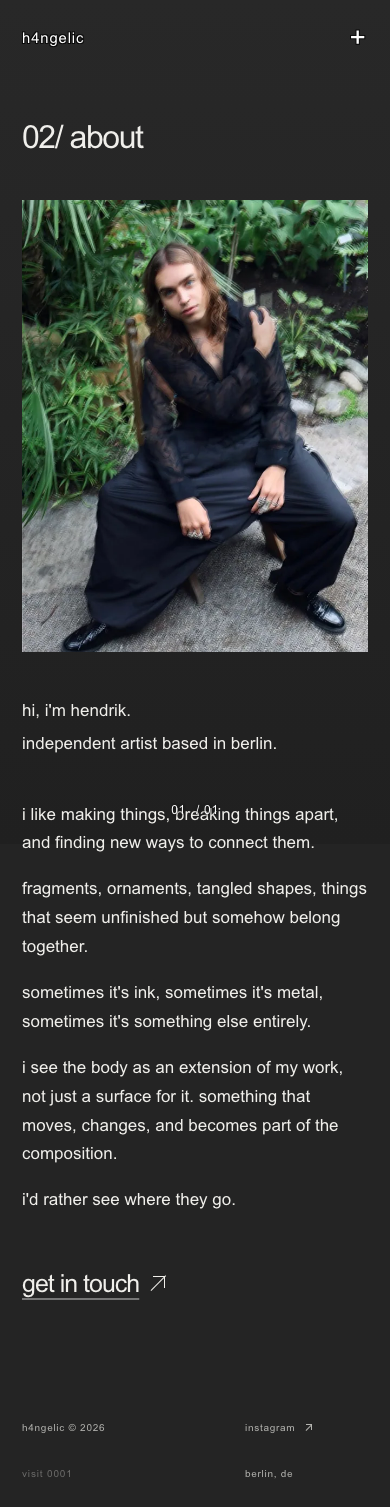 h4ngelic
02/ about
hi, i'm hendrik.
independent artist based in berlin.
01 / 01
i like making things, breaking things apart,
and finding new ways to connect them.
fragments, ornaments, tangled shapes, things
that seem unfinished but somehow belong
together.
sometimes it's ink, sometimes it's metal,
sometimes it's something else entirely.
i see the body as an extension of my work,
not just a surface for it. something that
moves, changes, and becomes part of the
composition.
i'd rather see where they go.
get in touch
h4ngelic © 2026
instagram
visit 0001
berlin, de